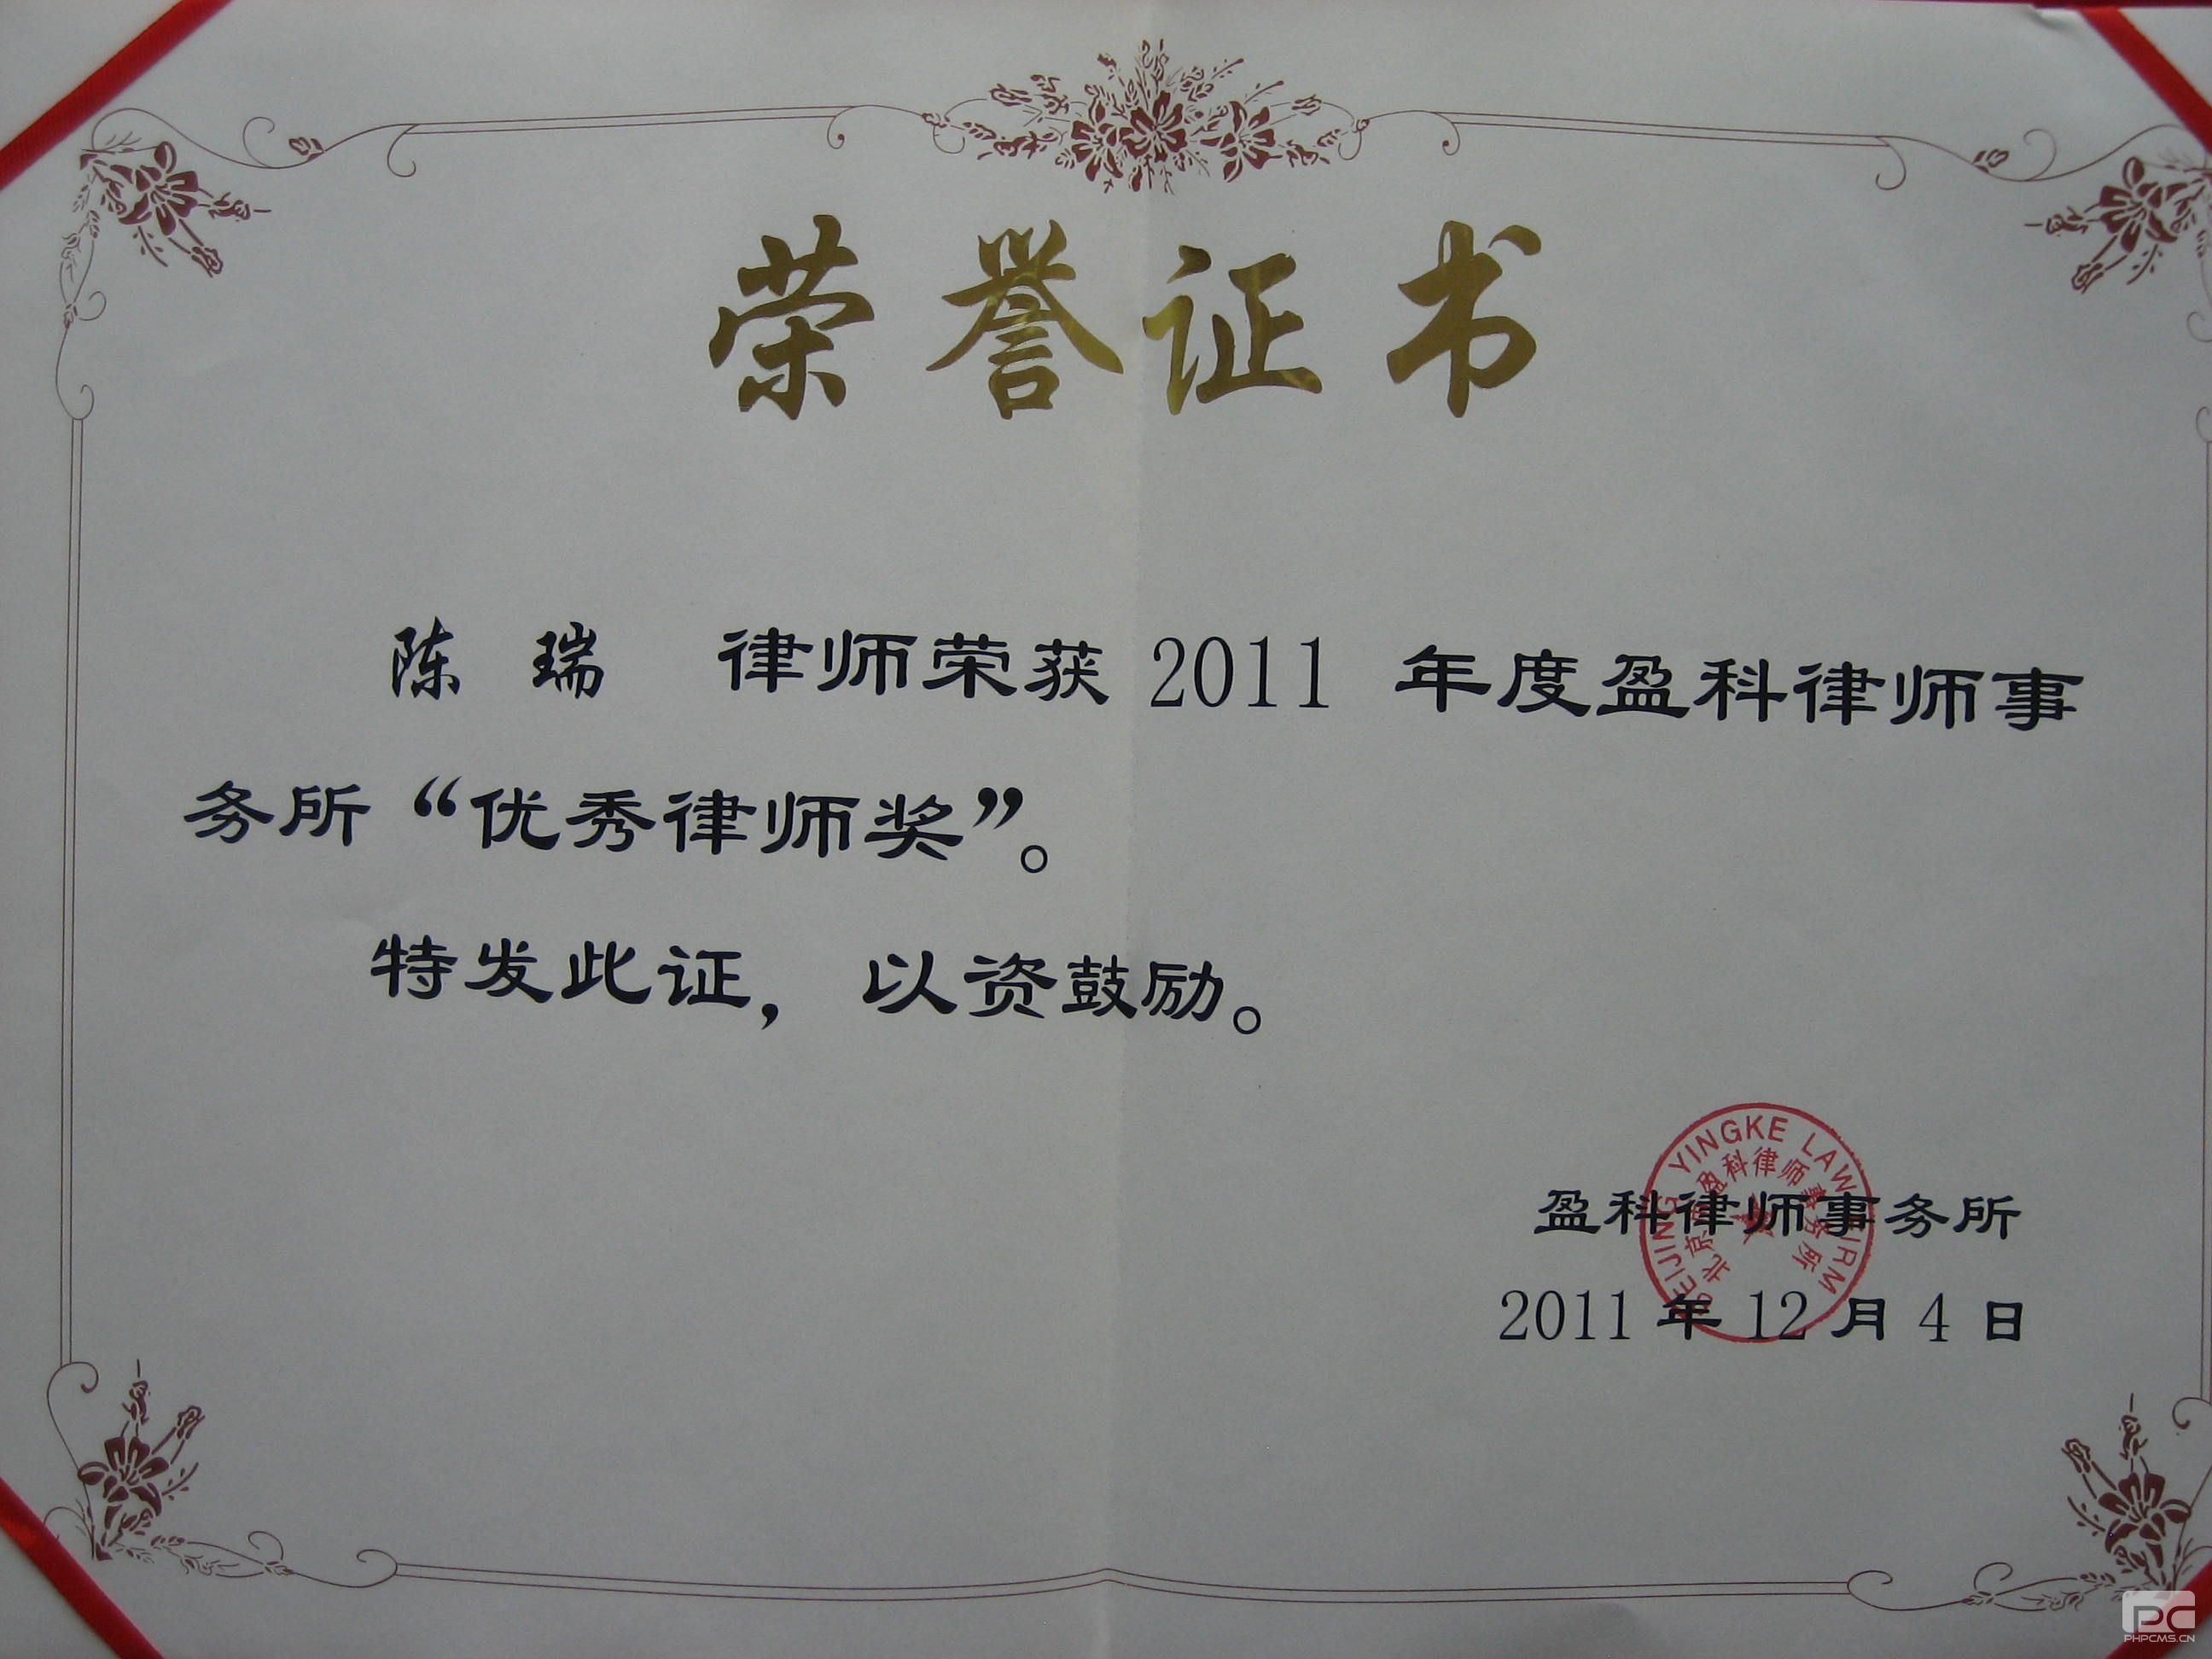 荣誉证书
陈 瑞 律师荣获 2011 年度盈科律师事
务所“优秀律师奖”。
特发此证，以资鼓励。
BEIJING YINGKE LAW FIRM
北京市盈科律师事务所
盈科律师事务所
2011 年 12 月 4 日
PC
PHPCMS.CN